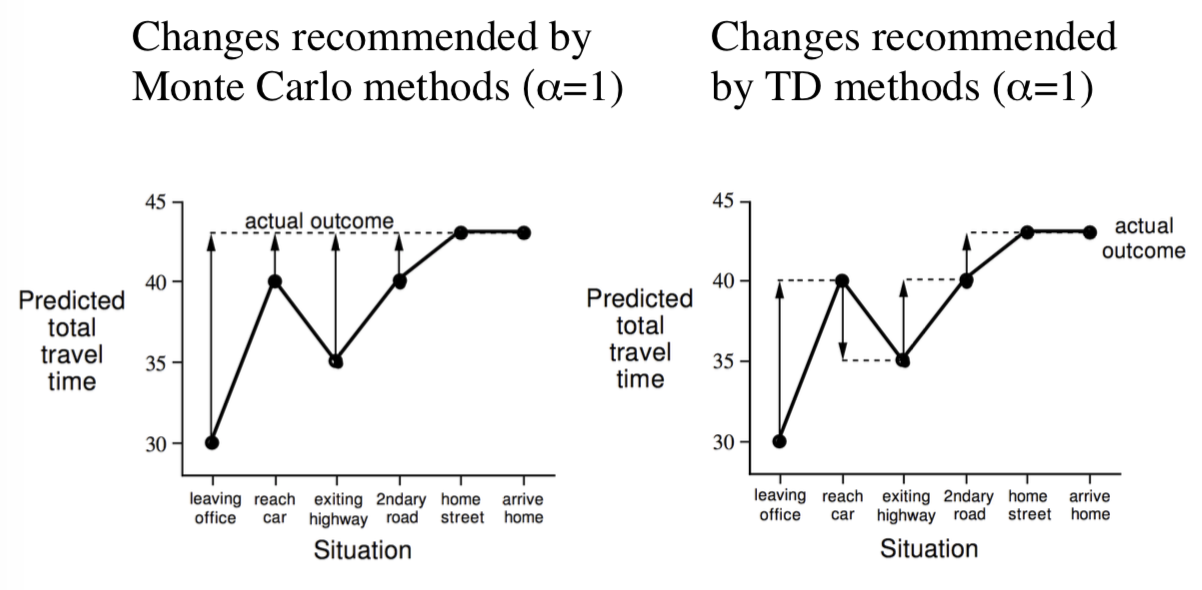 Changes recommended by
Monte Carlo methods (α=1)
45
actual outcome
40
Predicted
total
travel
time
35
30
leaving reach exiting 2ndary home arrive
office car highway road street home
Situation
Changes recommended
by TD methods (α=1)
45
actual
outcome
40
Predicted
total
travel
time
35
30
leaving reach exiting 2ndary home arrive
office car highway road street home
Situation